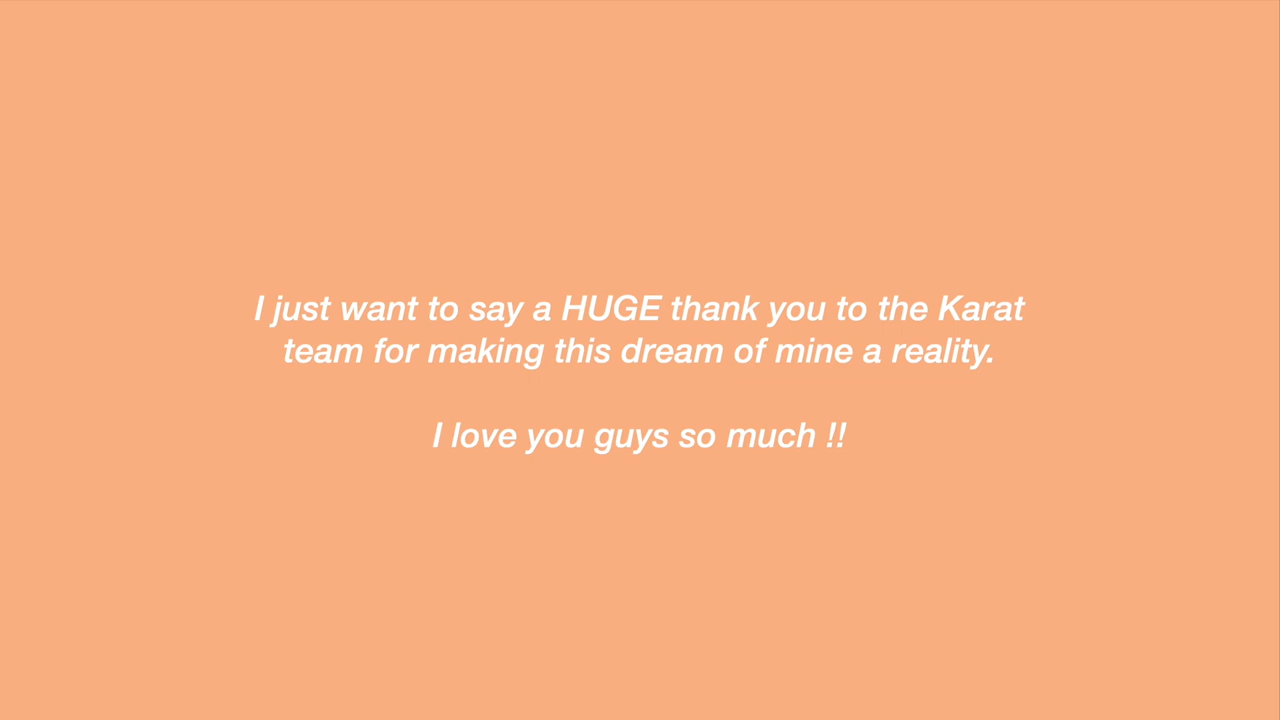 I just want to say a HUGE thank you to the Karat
team for making this dream of mine a reality.
I love you guys so much !!